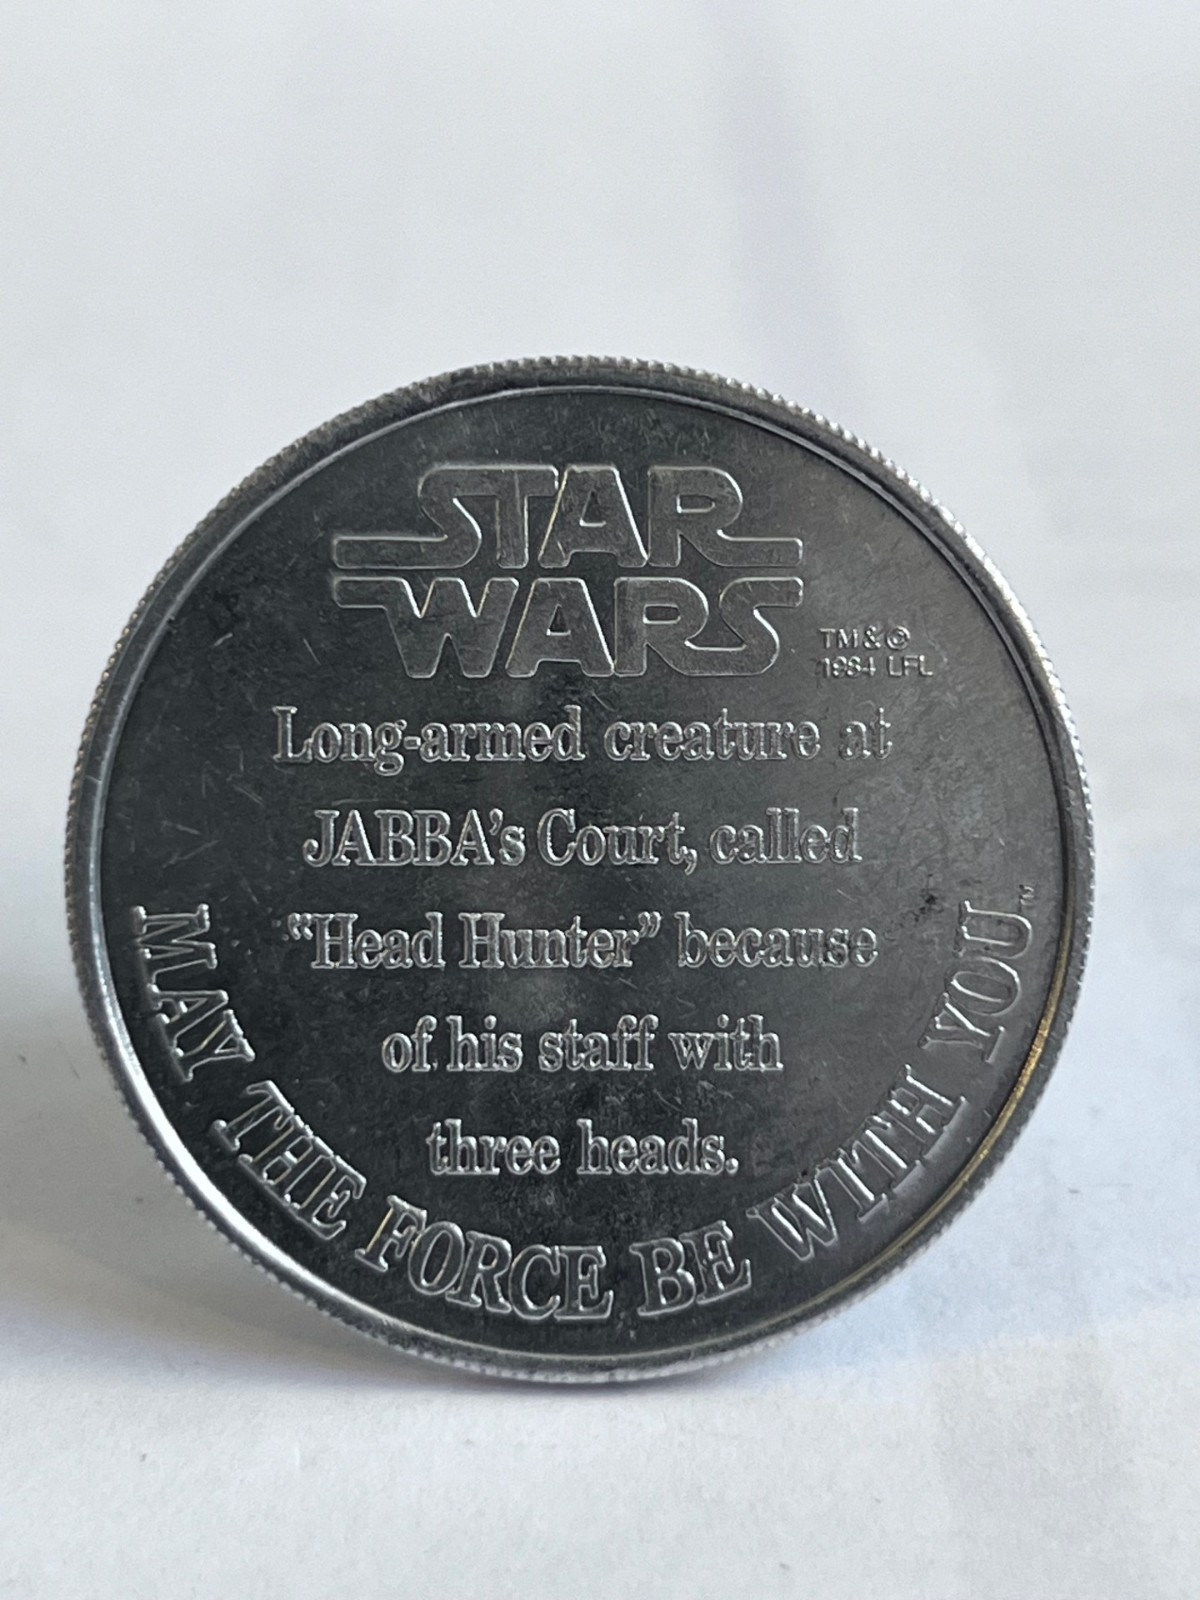 STAR
WARS
TM & ©
1984 LFL
Long-armed creature at
JABBA's Court, called
“Head Hunter” because
of his staff with
three heads.
MAY THE FORCE BE WITH YOU™